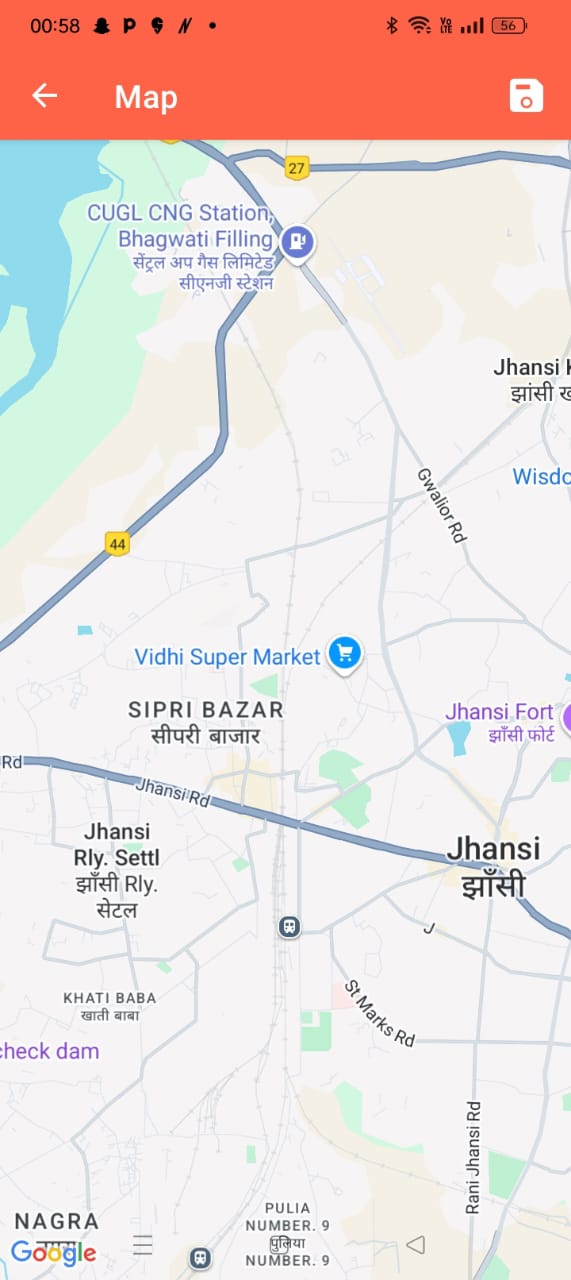 00:58
Vo
LTE
56
Map
27
CUGL CNG Station,
Bhagwati Filling
सेंट्रल अप गैस लिमिटेड
सीएनजी स्टेशन
Jhansi K
झांसी ख
Gwalior Rd
Wisdo
44
Vidhi Super Market
SIPRI BAZAR
सीपरी बाजार
Jhansi Fort
झाँसी फोर्ट
Rd
Jhansi Rd
Jhansi
Rly. Settl
झाँसी Rly.
सेटल
Jhansi
झाँसी
J
KHATI BABA
खाती बाबा
St Marks Rd
check dam
Rani Jhansi Rd
NAGRA
Google
PULIA
NUMBER. 9
पुलिया
NUMBER. 9